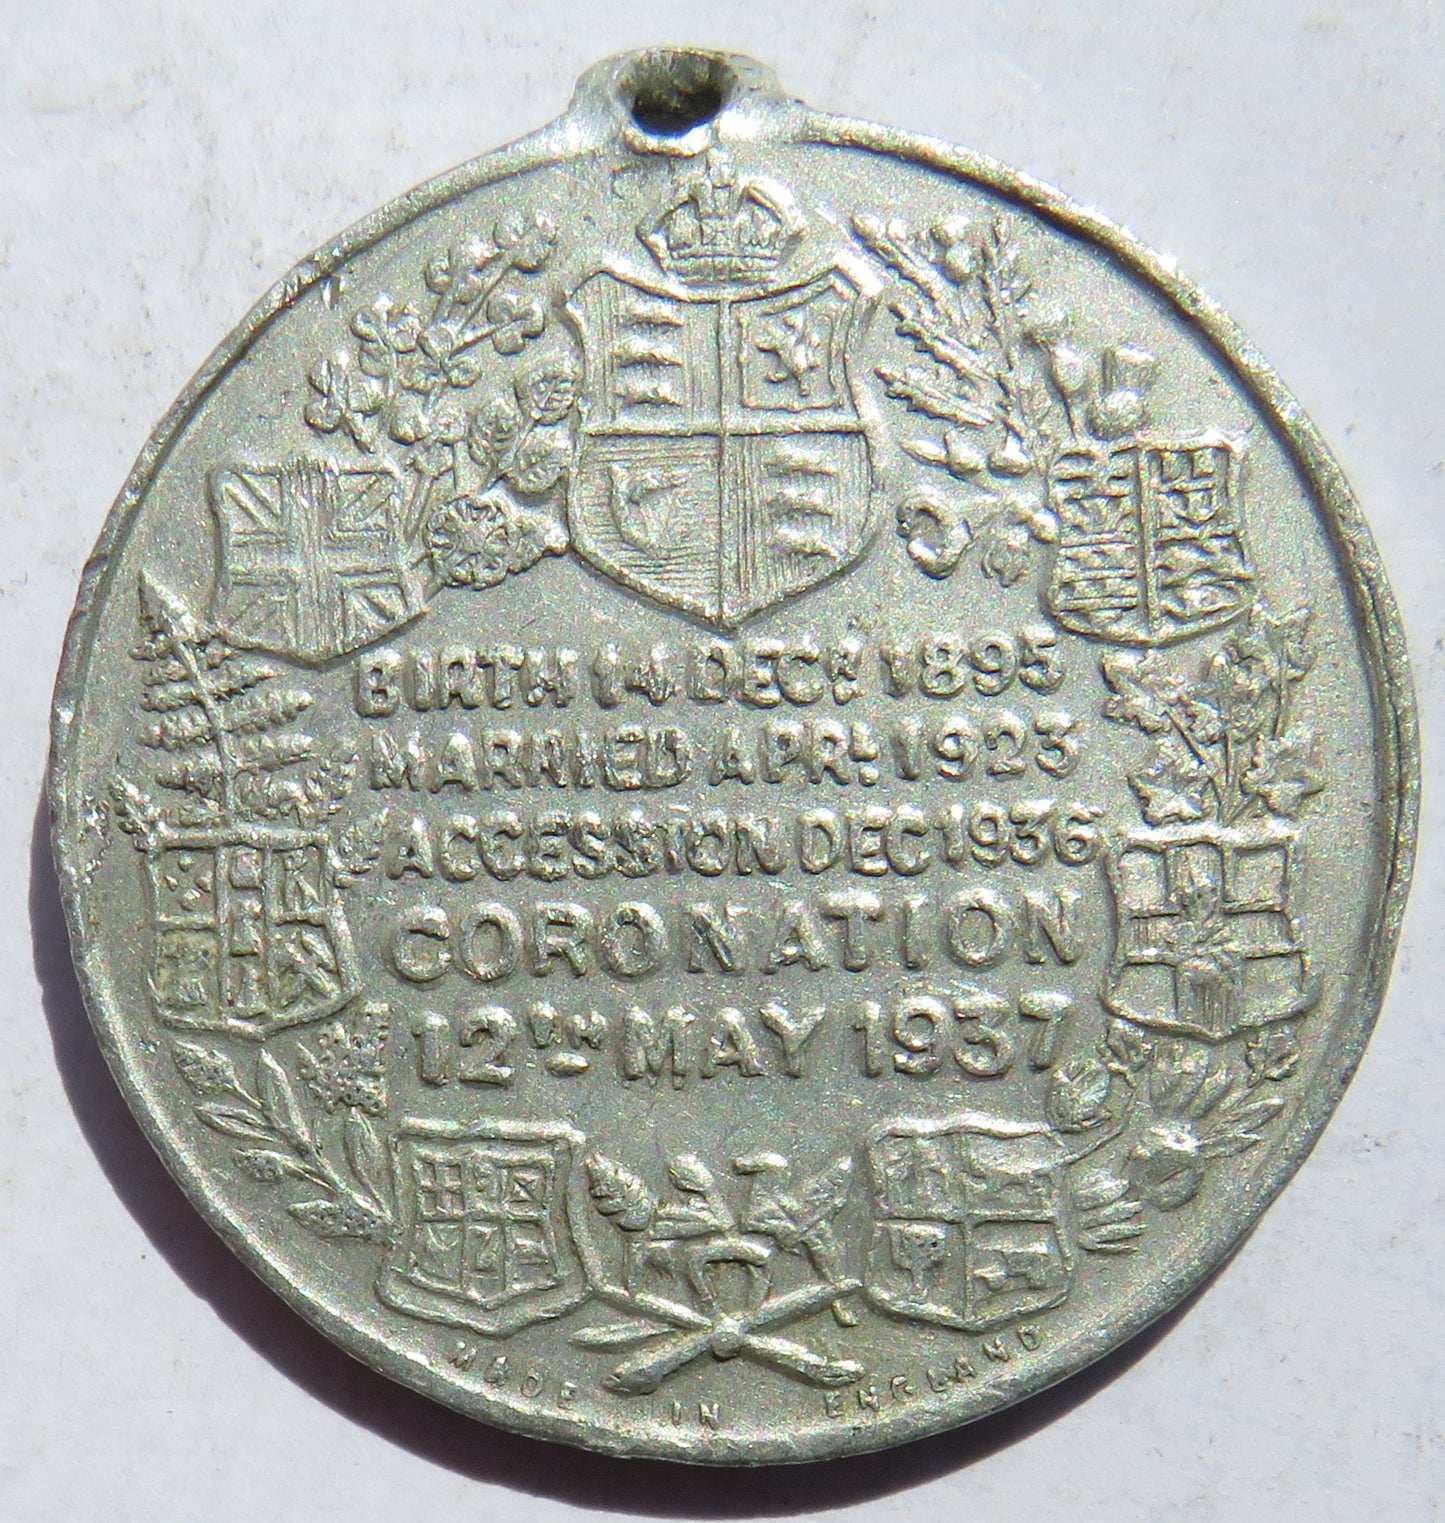 BIRTH 14 DECR. 1895
MARRIED APRL. 1923
ACCESSION DEC 1936
CORONATION
12TH MAY 1937
MADE IN ENGLAND